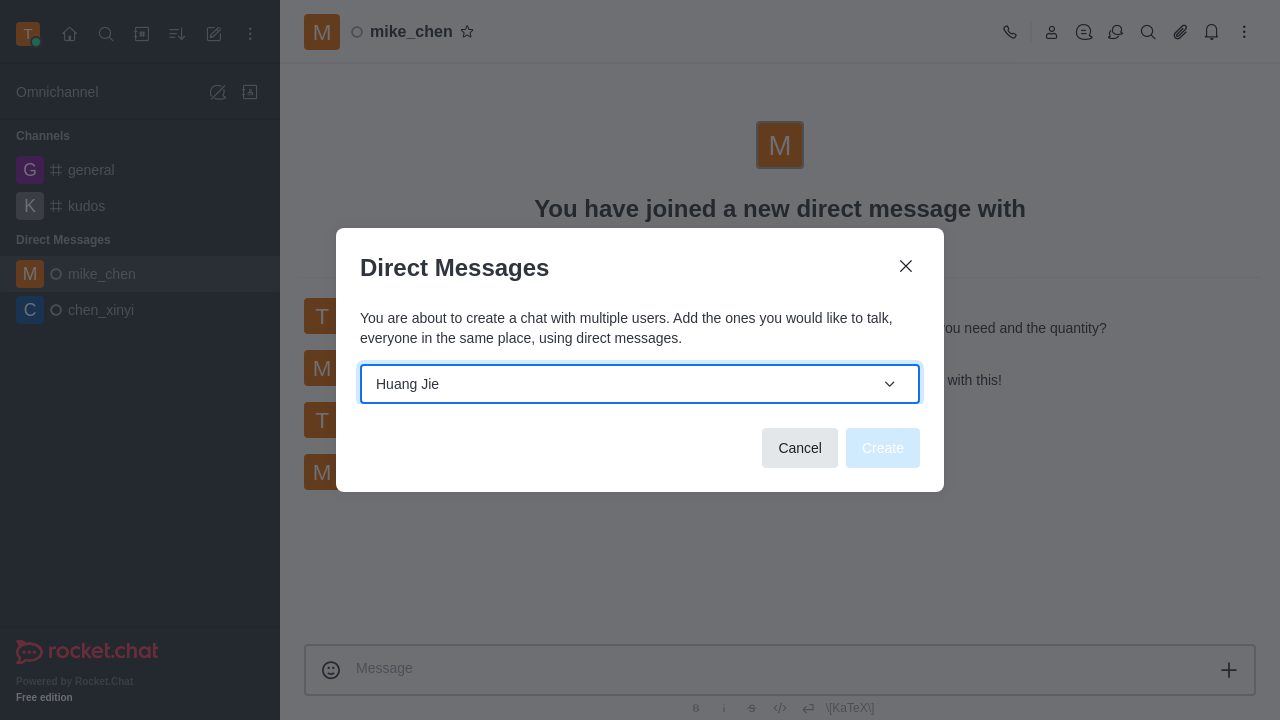 T
Omnichannel
Channels
G general
K kudos
Direct Messages
M mike_chen
C chen_xinyi
rocket.chat
Powered by Rocket.Chat
Free edition
M mike_chen
M
You have joined a new direct message with
T
you need and the quantity?
M
with this!
T
M
Direct Messages
You are about to create a chat with multiple users. Add the ones you would like to talk,
everyone in the same place, using direct messages.
Huang Jie
Cancel
Create
Message
B i S </> \[KaTeX\]